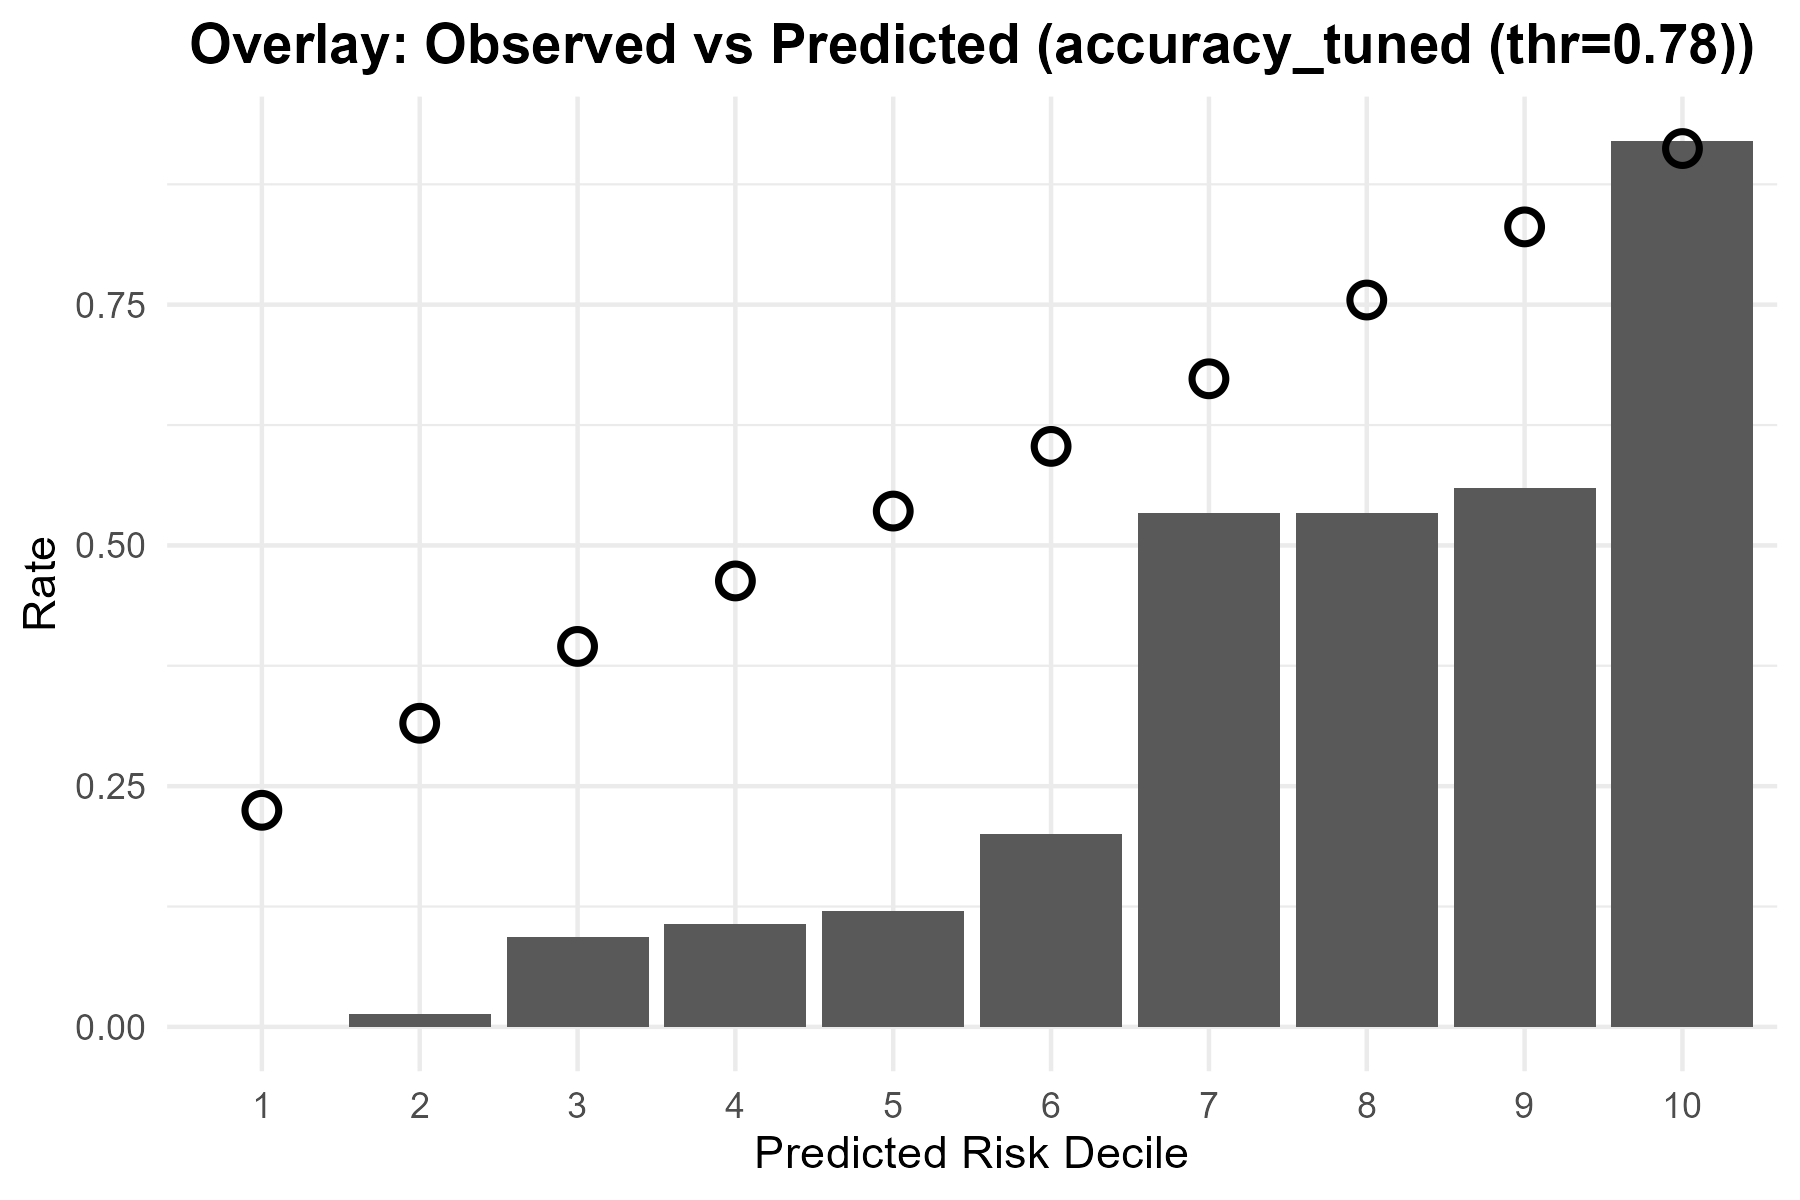 Overlay: Observed vs Predicted (accuracy_tuned (thr=0.78))
Rate
0.75
0.50
0.25
0.00
1 2 3 4 5 6 7 8 9 10
Predicted Risk Decile